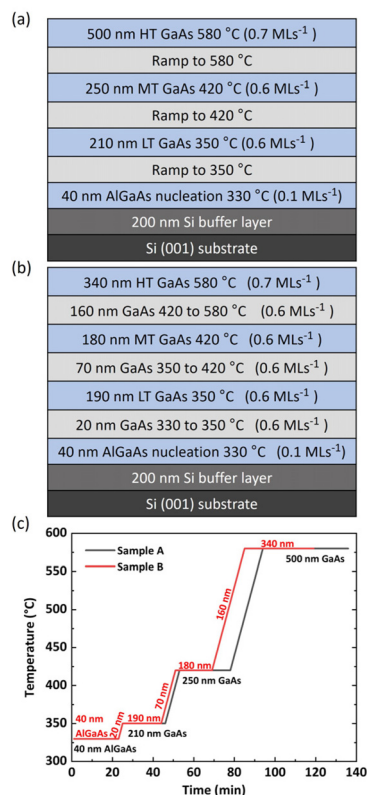 (a)
500 nm HT GaAs 580 °C (0.7 MLs⁻¹)
Ramp to 580 °C
250 nm MT GaAs 420 °C (0.6 MLs⁻¹)
Ramp to 420 °C
210 nm LT GaAs 350 °C (0.6 MLs⁻¹)
Ramp to 350 °C
40 nm AlGaAs nucleation 330 °C (0.1 MLs⁻¹)
200 nm Si buffer layer
Si (001) substrate
(b)
340 nm HT GaAs 580 °C (0.7 MLs⁻¹)
160 nm GaAs 420 to 580 °C (0.6 MLs⁻¹)
180 nm MT GaAs 420 °C (0.6 MLs⁻¹)
70 nm GaAs 350 to 420 °C (0.6 MLs⁻¹)
190 nm LT GaAs 350 °C (0.6 MLs⁻¹)
20 nm GaAs 330 to 350 °C (0.6 MLs⁻¹)
40 nm AlGaAs nucleation 330 °C (0.1 MLs⁻¹)
200 nm Si buffer layer
Si (001) substrate
(c)
600
550
500
450
400
350
Temperature (°C)
Sample A
Sample B
340 nm
500 nm GaAs
160 nm
180 nm
250 nm GaAs
70 nm
190 nm
210 nm GaAs
20 nm
40 nm
AlGaAs
40 nm AlGaAs
0 20 40 60 80 100 120 140
Time (min)